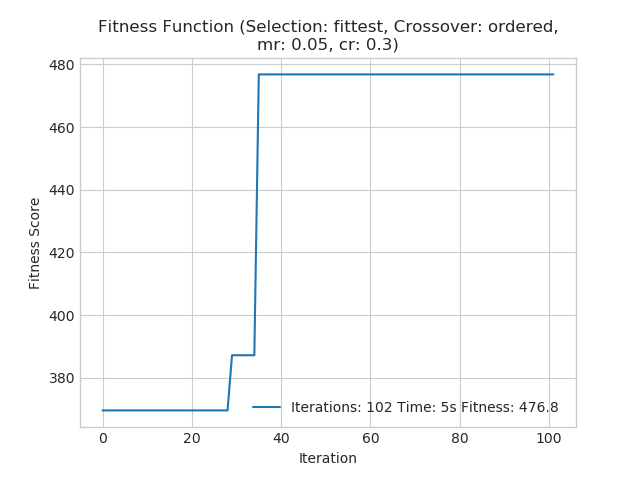 Fitness Function (Selection: fittest, Crossover: ordered,
mr: 0.05, cr: 0.3)
480
460
440
420
400
380
Fitness Score
Iterations: 102 Time: 5s Fitness: 476.8
0 20 40 60 80 100
Iteration